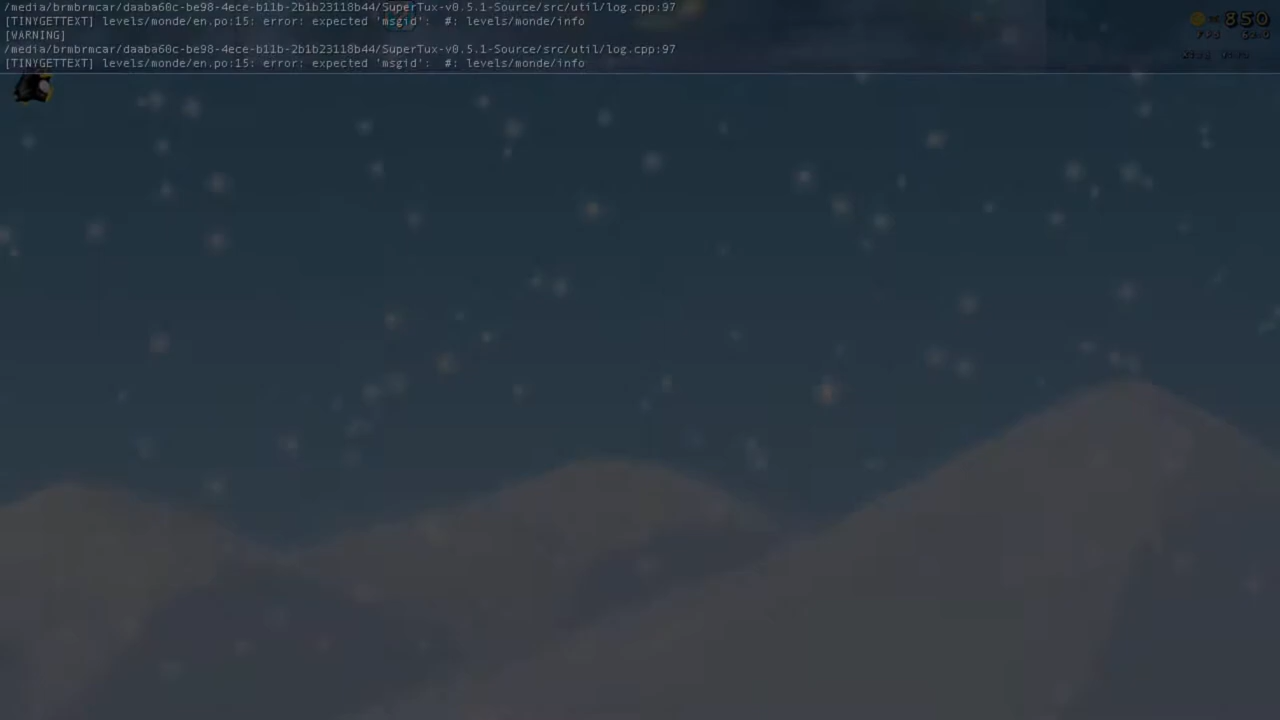 /media/brmbrmcar/daaba60c-be98-4ece-b11b-2b1b23118b44/SuperTux-v0.5.1-Source/src/util/log.cpp:97
[TINYGETTEXT] levels/monde/en.po:15: error: expected 'msgid':  #: levels/monde/info
[WARNING]
/media/brmbrmcar/daaba60c-be98-4ece-b11b-2b1b23118b44/SuperTux-v0.5.1-Source/src/util/log.cpp:97
[TINYGETTEXT] levels/monde/en.po:15: error: expected 'msgid':  #: levels/monde/info
850
FPS